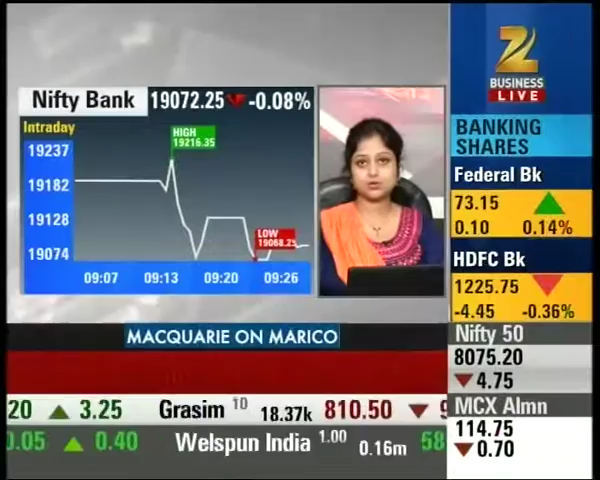 Nifty Bank 19072.25 -0.08%
Intraday
19237
19182
19128
19074
HIGH
19216.35
LOW
19068.25
09:07 09:13 09:20 09:26
MACQUARIE ON MARICO
Z
BUSINESS
LIVE
BANKING
SHARES
Federal Bk
73.15
0.10 0.14%
HDFC Bk
1225.75
-4.45 -0.36%
Nifty 50
8075.20
4.75
MCX Almn
114.75
0.70
20 3.25 Grasim 10 18.37k 810.50
0.05 0.40 Welspun India 1.00 0.16m 58